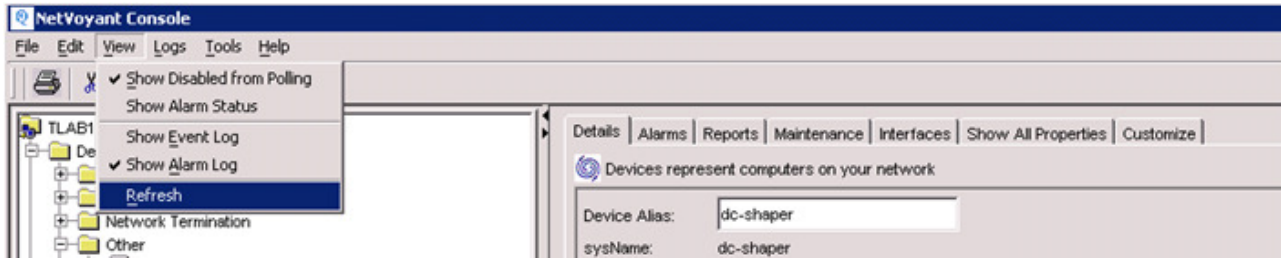 NetVoyant Console
File Edit View Logs Tools Help
Show Disabled from Polling
Show Alarm Status
Show Event Log
Show Alarm Log
Refresh
TLAB1
De
Network Termination
Other
Details Alarms Reports Maintenance Interfaces Show All Properties Customize
Devices represent computers on your network
Device Alias: dc-shaper
sysName: dc-shaper